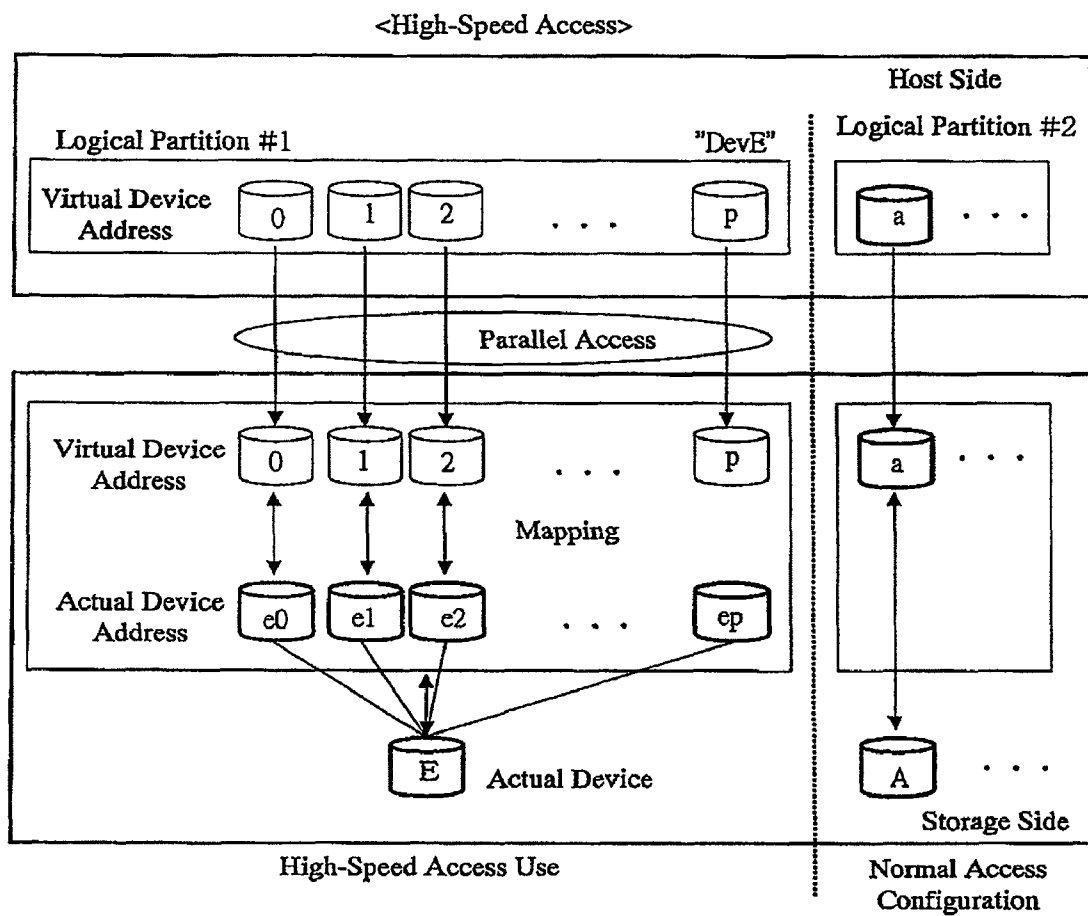 <High-Speed Access>
Host Side
Logical Partition #1
"DevE"
Logical Partition #2
Virtual Device
Address
0 1 2 . . . p
a . . .
Parallel Access
Virtual Device
Address
0 1 2 . . . p
a . . .
Mapping
Actual Device
Address
e0 e1 e2 . . . ep
E
Actual Device
A . . .
Storage Side
High-Speed Access Use
Normal Access
Configuration